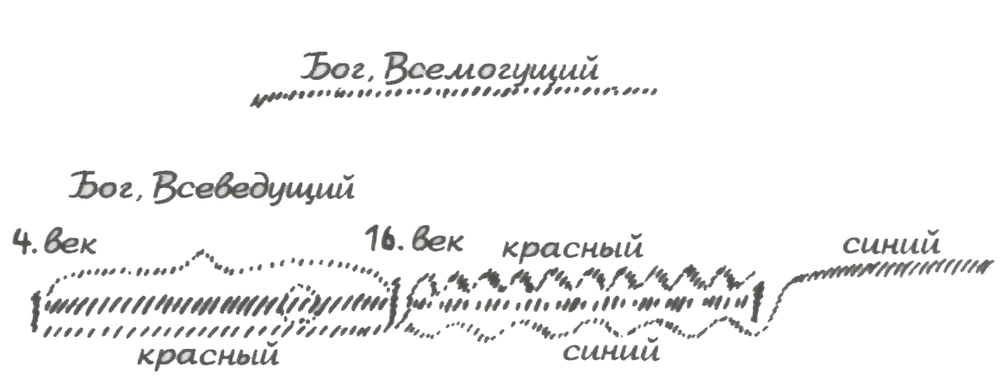 Бог, Всемогущий
Бог, Всеведущий
4. век
16. век
красный
синий
красный
синий